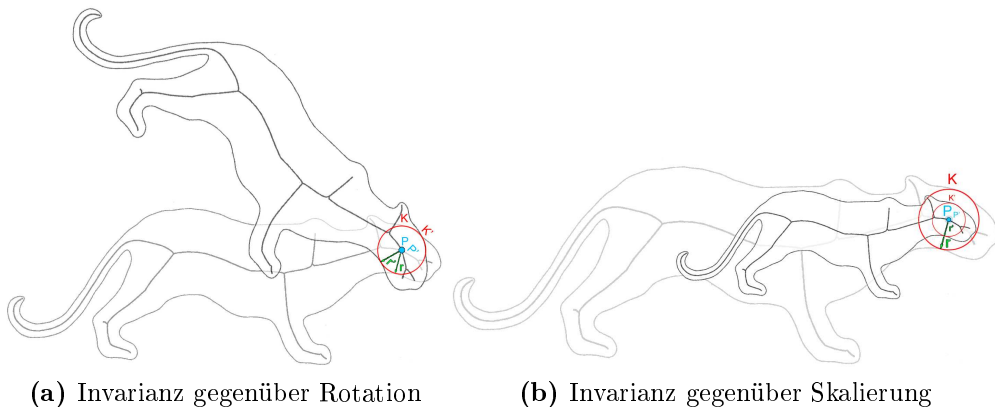 K K'
P P'
r' r
K
K'
P P'
r
r
(a) Invarianz gegenüber Rotation
(b) Invarianz gegenüber Skalierung